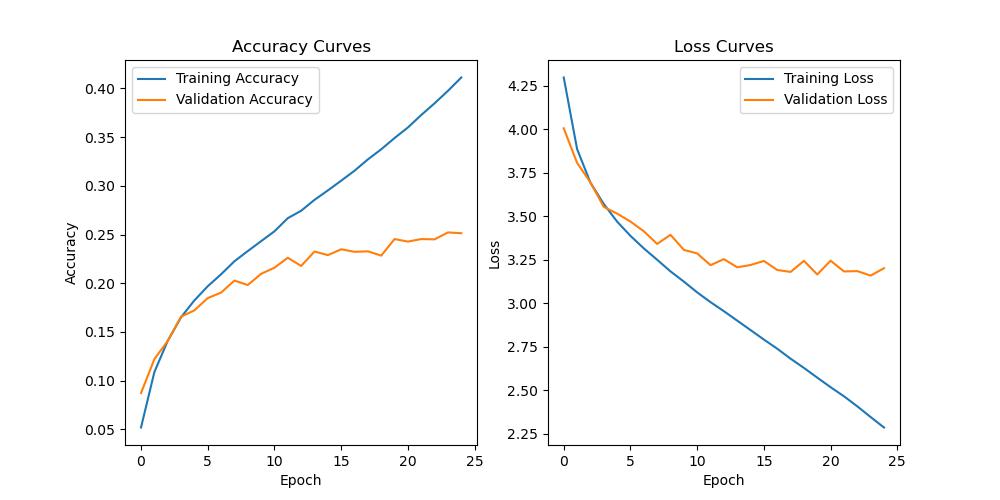 Accuracy Curves
Training Accuracy
Validation Accuracy
Accuracy
0.40
0.35
0.30
0.25
0.20
0.15
0.10
0.05
0 5 10 15 20 25
Epoch
Loss Curves
Training Loss
Validation Loss
Loss
4.25
4.00
3.75
3.50
3.25
3.00
2.75
2.50
2.25
0 5 10 15 20 25
Epoch